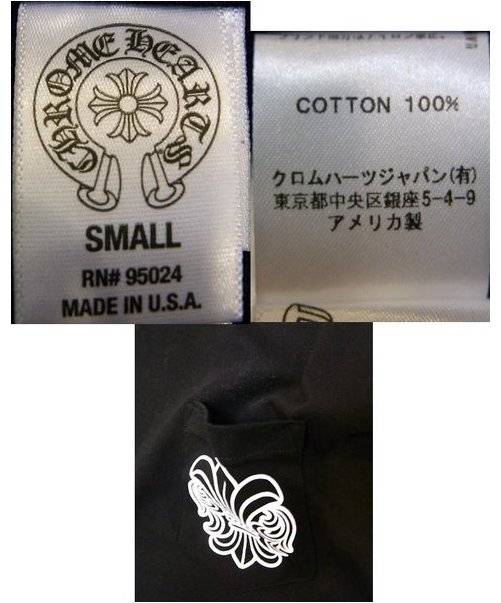 CHROME HEARTS
SMALL
RN# 95024
MADE IN U.S.A.
COTTON 100%
クロムハーツジャパン(有)
東京都中央区銀座5-4-9
アメリカ製